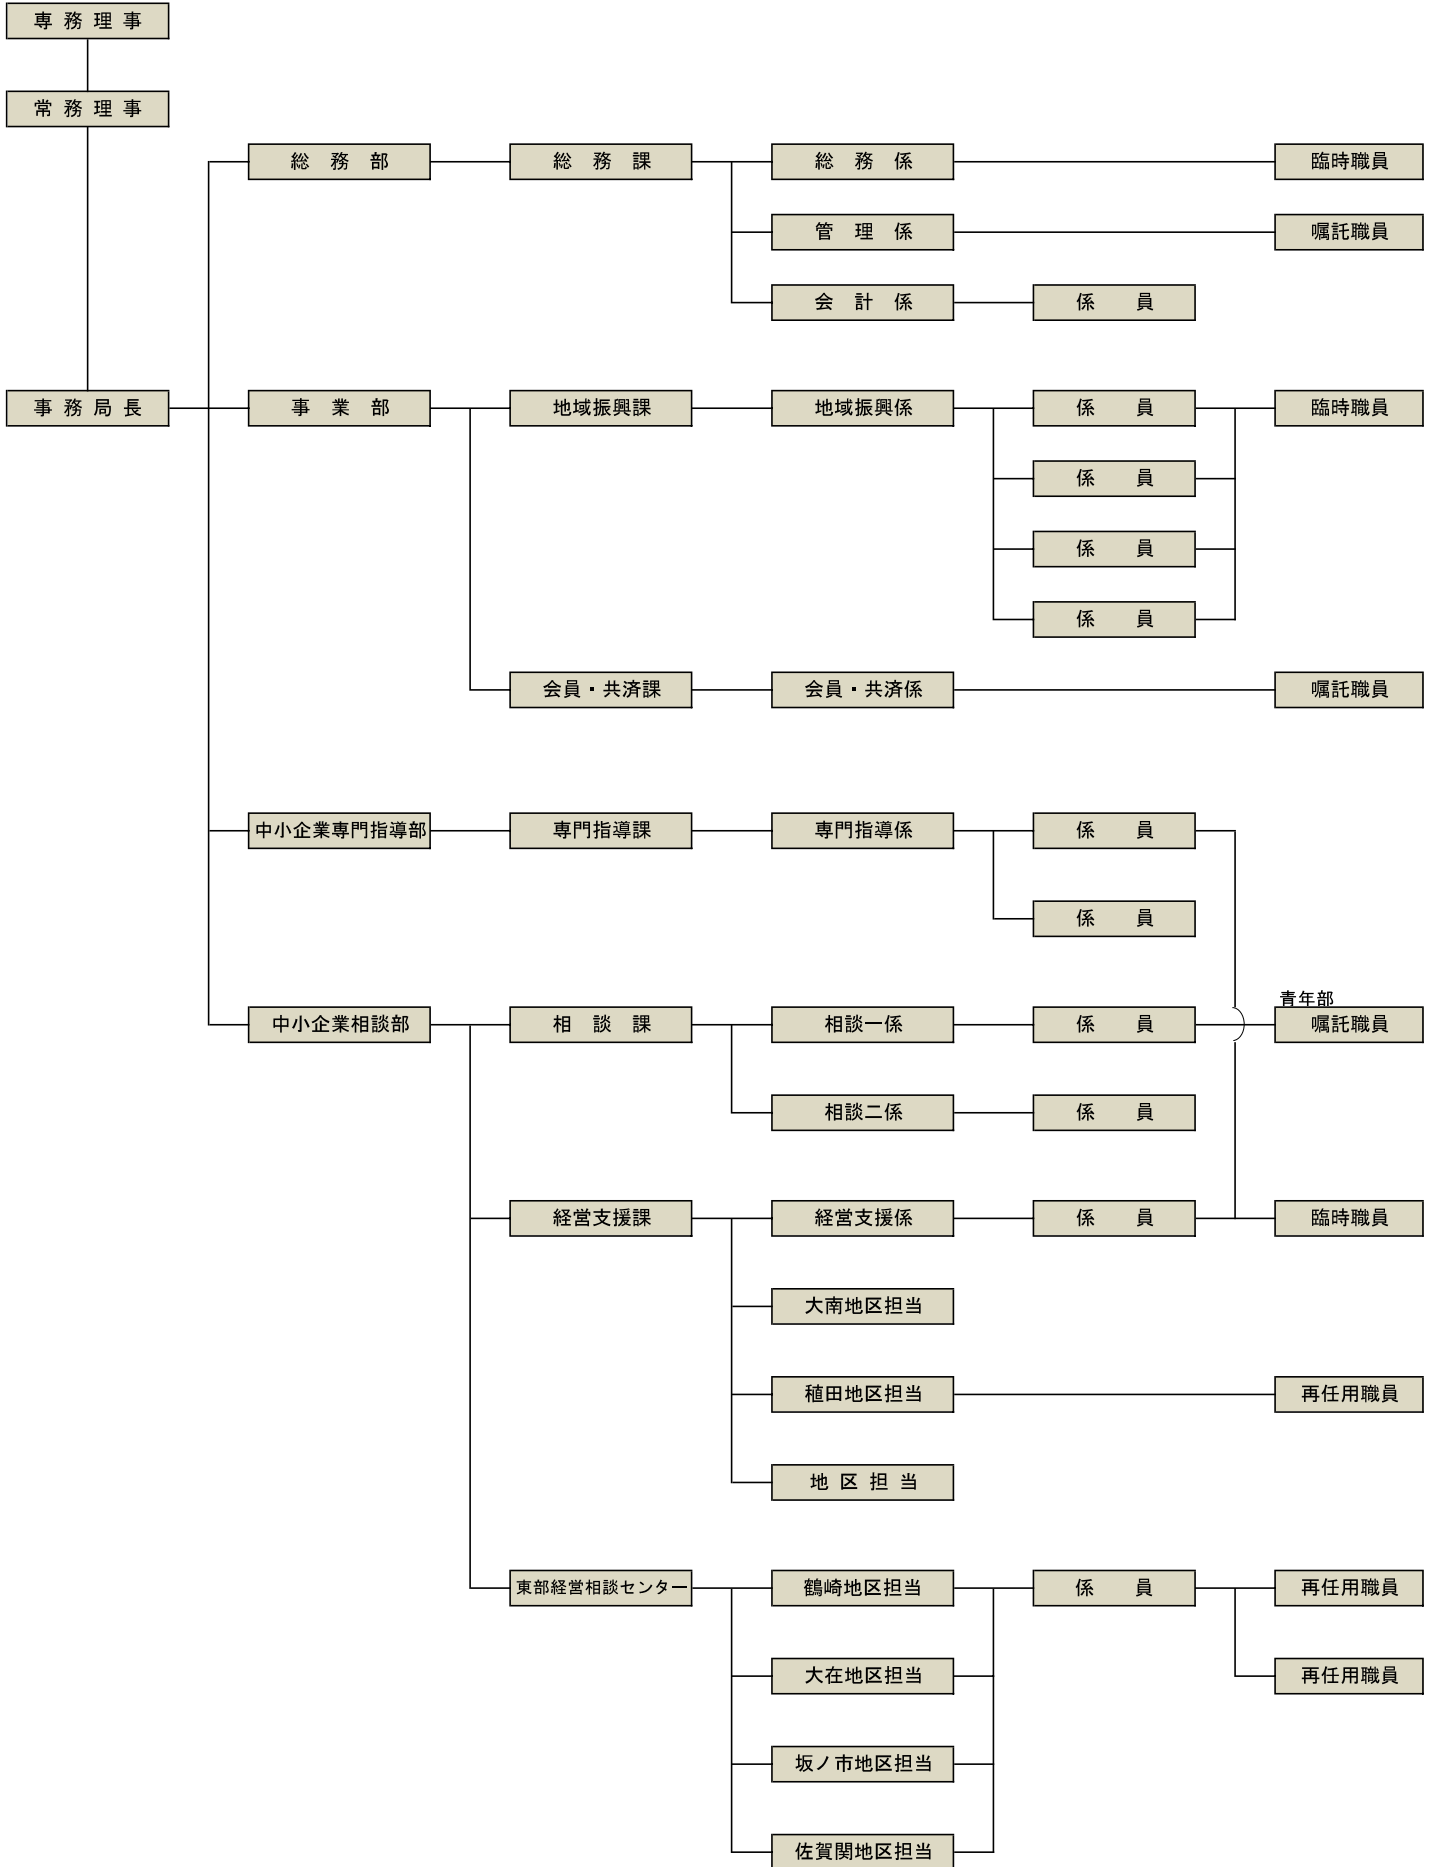 専務理事
常務理事
総務部 総務課 総務係 臨時職員
管理係 嘱託職員
会計係 係員
事務局長 事業部 地域振興課 地域振興係 係員 臨時職員
係員
係員
係員
会員・共済課 会員・共済係 嘱託職員
中小企業専門指導部 専門指導課 専門指導係 係員
係員
青年部
中小企業相談部 相談課 相談一係 係員 嘱託職員
相談二係 係員
経営支援課 経営支援係 係員 臨時職員
大南地区担当
稙田地区担当 再任用職員
地区担当
東部経営相談センター 鶴崎地区担当 係員 再任用職員
大在地区担当 再任用職員
坂ノ市地区担当
佐賀関地区担当